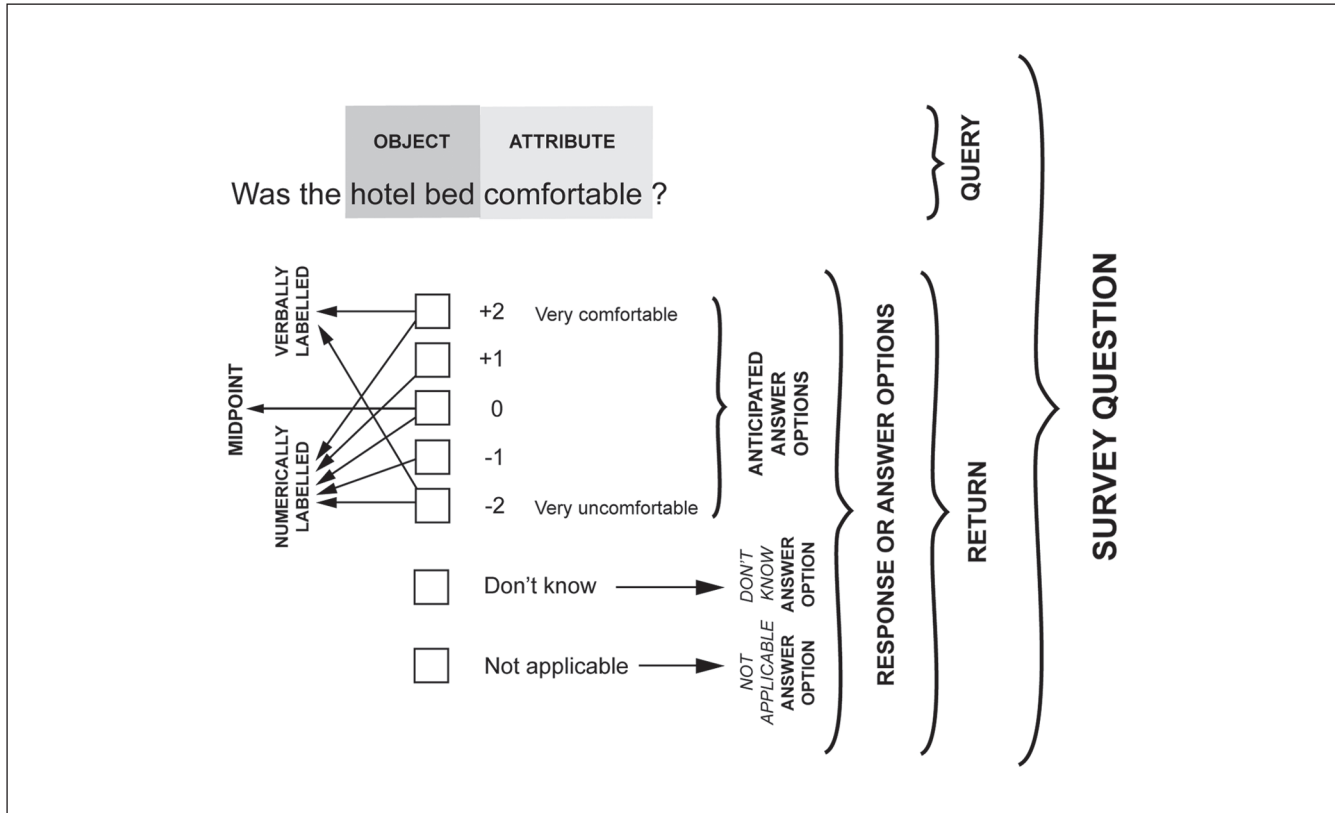 OBJECT ATTRIBUTE
Was the hotel bed comfortable ?
QUERY
VERBALLY
LABELLED
MIDPOINT
NUMERICALLY
LABELLED
+2 Very comfortable
+1
0
-1
-2 Very uncomfortable
Don't know
Not applicable
ANTICIPATED
ANSWER
OPTIONS
DON'T
KNOW
ANSWER
OPTION
NOT
APPLICABLE
ANSWER
OPTION
RESPONSE OR ANSWER OPTIONS
RETURN
SURVEY QUESTION